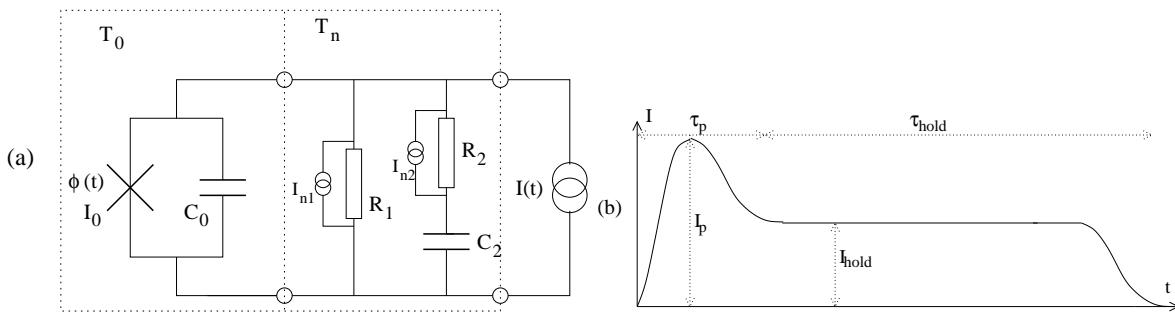 (a)
T0
Tn
ϕ(t)
I0
C0
In1
R1
In2
R2
C2
I(t)
(b)
I
τp
τhold
Ip
Ihold
t